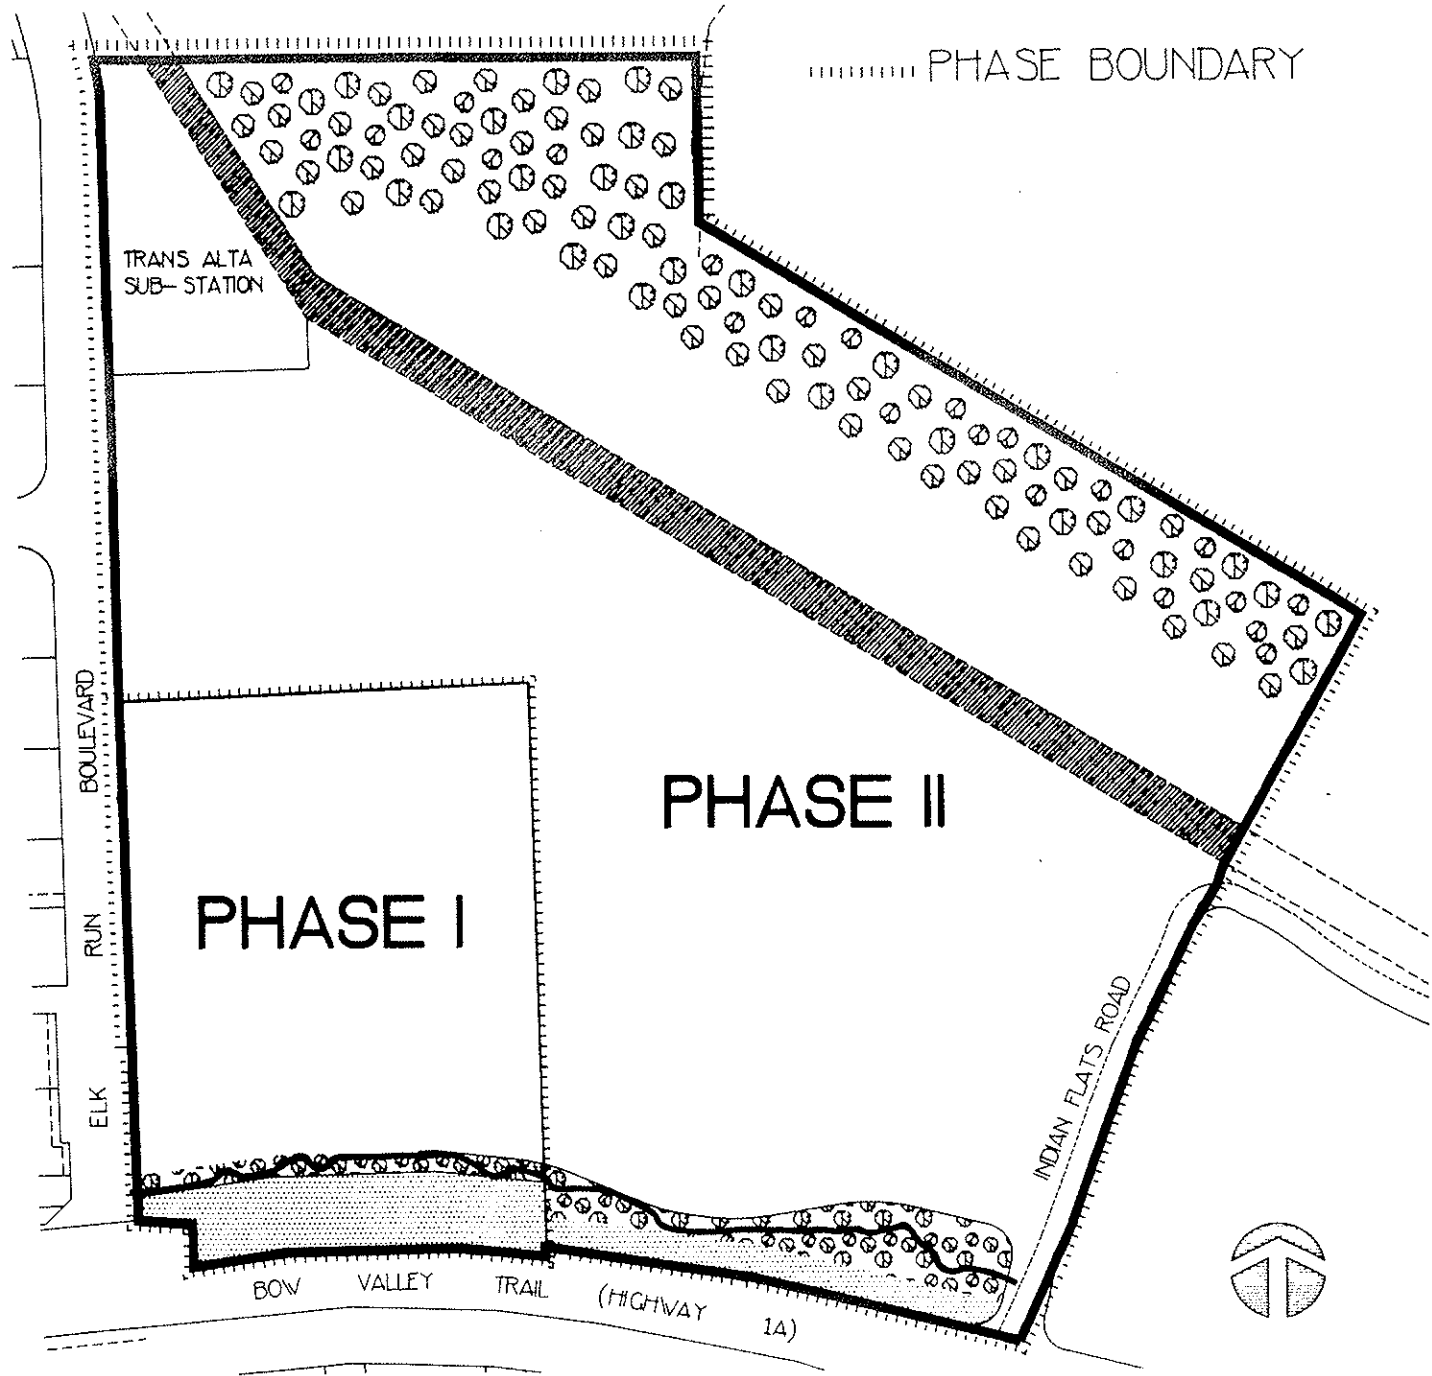 PHASE BOUNDARY
TRANS ALTA
SUB-STATION
PHASE II
PHASE I
ELK RUN BOULEVARD
INDIAN FLATS ROAD
BOW VALLEY TRAIL (HIGHWAY 1A)